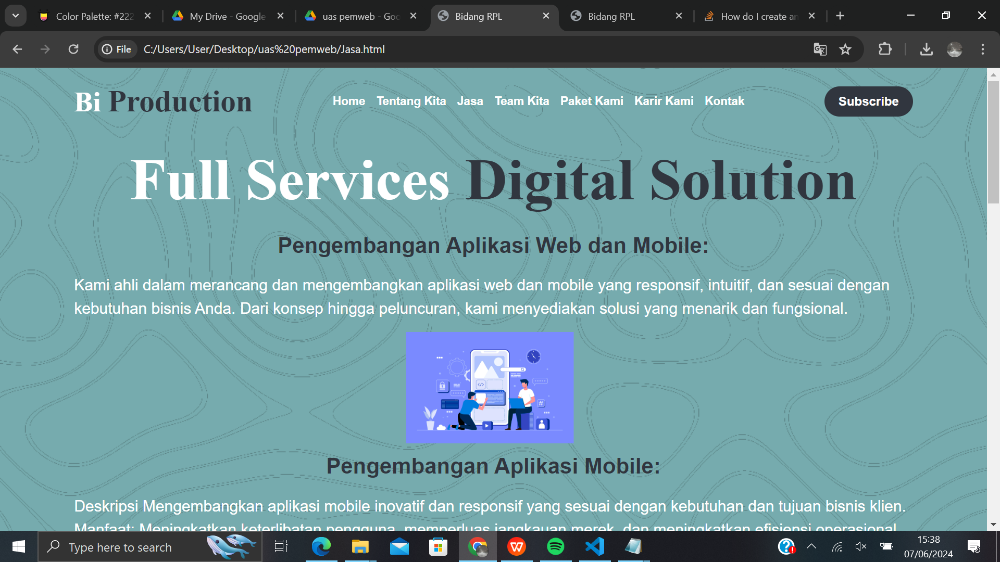 Color Palette: #222
My Drive - Google
uas pemweb - Goo
Bidang RPL
Bidang RPL
How do I create an
File
C:/Users/User/Desktop/uas%20pemweb/Jasa.html
Bi Production
Home Tentang Kita Jasa Team Kita Paket Kami Karir Kami Kontak
Subscribe
Full Services Digital Solution
Pengembangan Aplikasi Web dan Mobile:
Kami ahli dalam merancang dan mengembangkan aplikasi web dan mobile yang responsif, intuitif, dan sesuai dengan
kebutuhan bisnis Anda. Dari konsep hingga peluncuran, kami menyediakan solusi yang menarik dan fungsional.
Pengembangan Aplikasi Mobile:
Deskripsi Mengembangkan aplikasi mobile inovatif dan responsif yang sesuai dengan kebutuhan dan tujuan bisnis klien.
Manfaat: Meningkatkan keterlibatan pengguna, memperluas jangkauan merek, dan meningkatkan efisiensi operasional.
Type here to search
15:38
07/06/2024